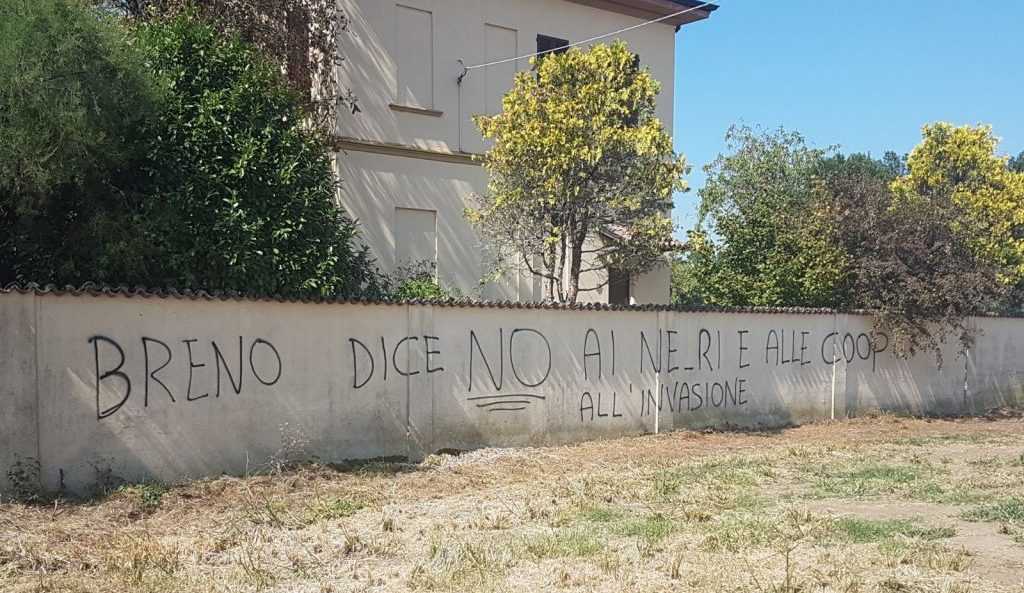 BRENO DICE NO AI NE_RI E ALLE COOP
ALL'INVASIONE